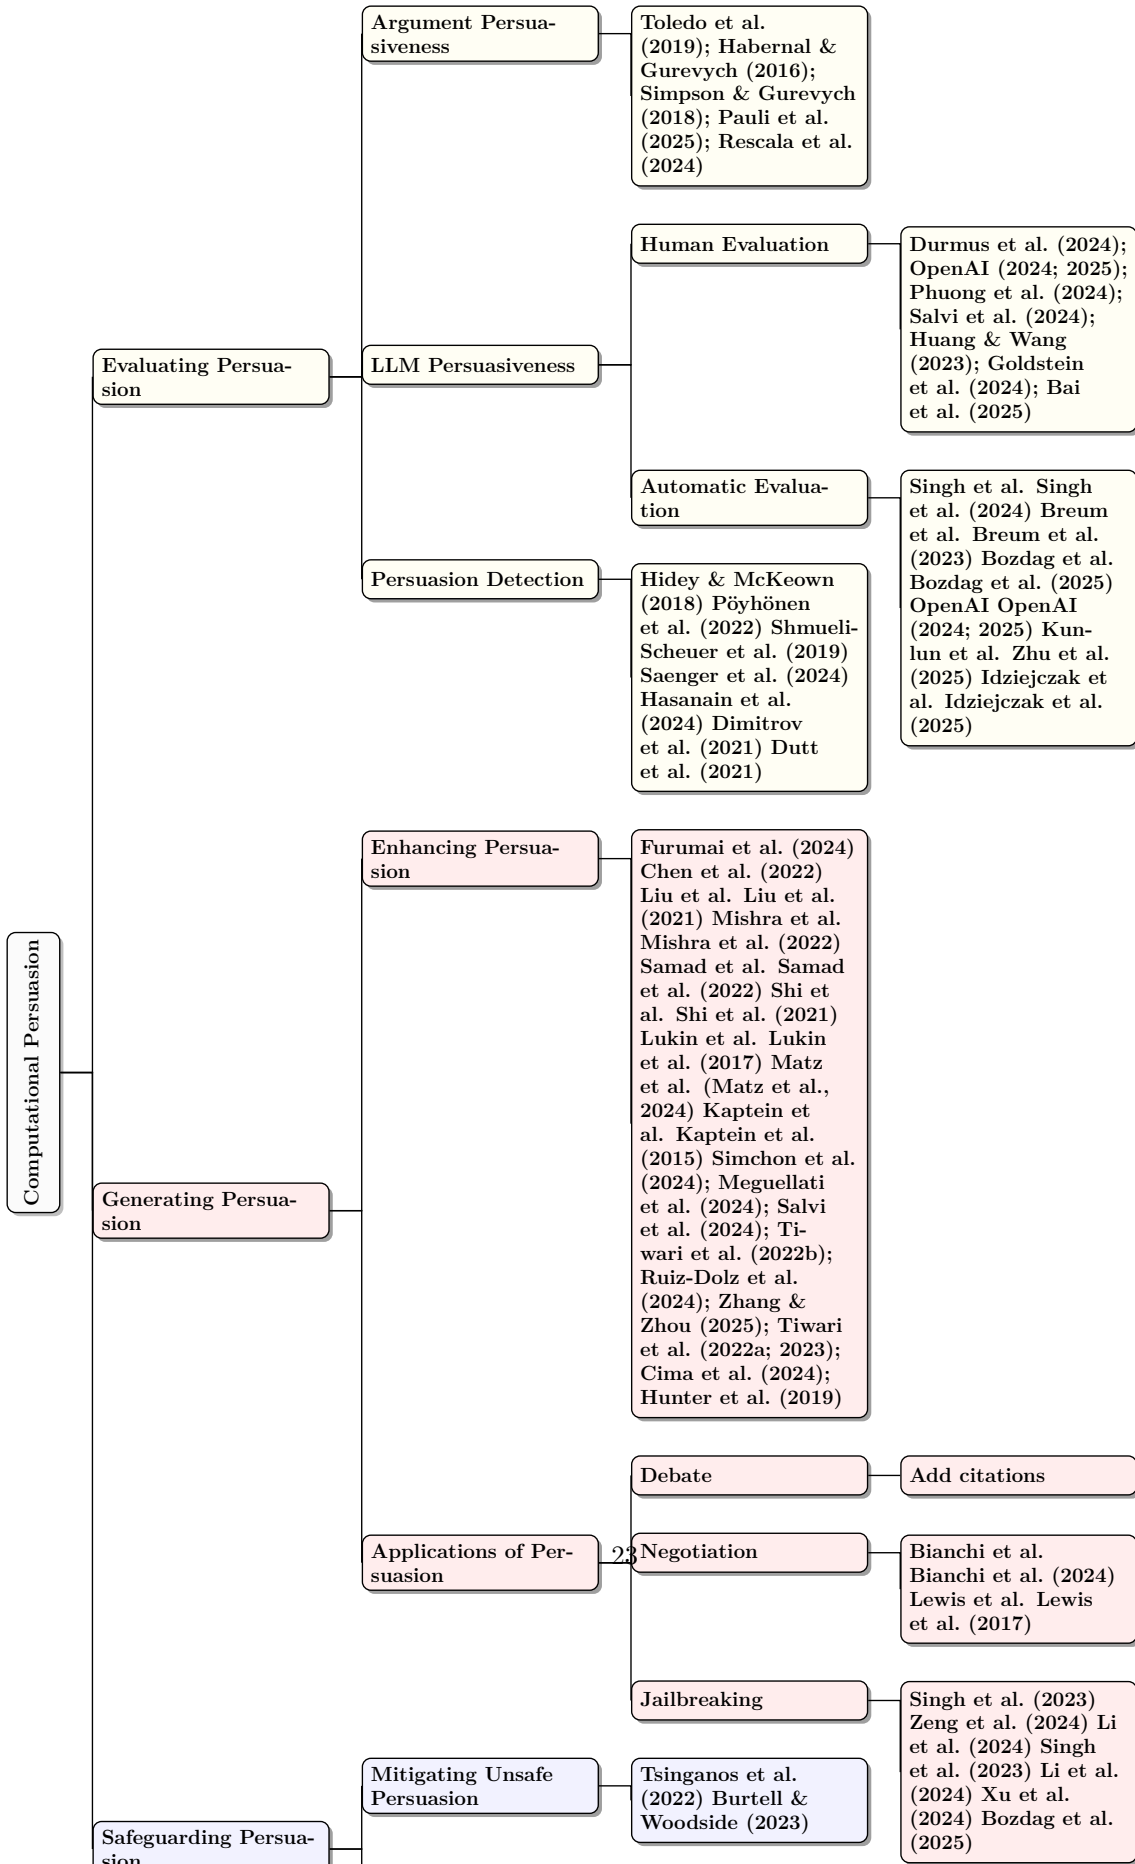 Argument Persua-
siveness
Toledo et al.
(2019); Habernal &
Gurevych (2016);
Simpson & Gurevych
(2018); Pauli et al.
(2025); Rescala et al.
(2024)
Human Evaluation
Durmus et al. (2024);
OpenAI (2024; 2025);
Phuong et al. (2024);
Salvi et al. (2024);
Huang & Wang
(2023); Goldstein
et al. (2024); Bai
et al. (2025)
Evaluating Persua-
sion
LLM Persuasiveness
Automatic Evalua-
tion
Singh et al. Singh
et al. (2024) Breum
et al. Breum et al.
(2023) Bozdag et al.
Bozdag et al. (2025)
OpenAI OpenAI
(2024; 2025) Kun-
lun et al. Zhu et al.
(2025) Idziejczak et
al. Idziejczak et al.
(2025)
Persuasion Detection
Hidey & McKeown
(2018) Pöyhönen
et al. (2022) Shmueli-
Scheuer et al. (2019)
Saenger et al. (2024)
Hasanain et al.
(2024) Dimitrov
et al. (2021) Dutt
et al. (2021)
Enhancing Persua-
sion
Furumai et al. (2024)
Chen et al. (2022)
Liu et al. Liu et al.
(2021) Mishra et al.
Mishra et al. (2022)
Samad et al. Samad
et al. (2022) Shi et
al. Shi et al. (2021)
Lukin et al. Lukin
et al. (2017) Matz
et al. (Matz et al.,
2024) Kaptein et
al. Kaptein et al.
(2015) Simchon et al.
(2024); Meguellati
et al. (2024); Salvi
et al. (2024); Ti-
wari et al. (2022b);
Ruiz-Dolz et al.
(2024); Zhang &
Zhou (2025); Tiwari
et al. (2022a; 2023);
Cima et al. (2024);
Hunter et al. (2019)
Computational Persuasion
Generating Persua-
sion
Debate
Add citations
Applications of Per-
suasion
23
Negotiation
Bianchi et al.
Bianchi et al. (2024)
Lewis et al. Lewis
et al. (2017)
Jailbreaking
Singh et al. (2023)
Zeng et al. (2024) Li
et al. (2024) Singh
et al. (2023) Li et al.
(2024) Xu et al.
(2024) Bozdag et al.
(2025)
Mitigating Unsafe
Persuasion
Tsinganos et al.
(2022) Burtell &
Woodside (2023)
Safeguarding Persua-
sion